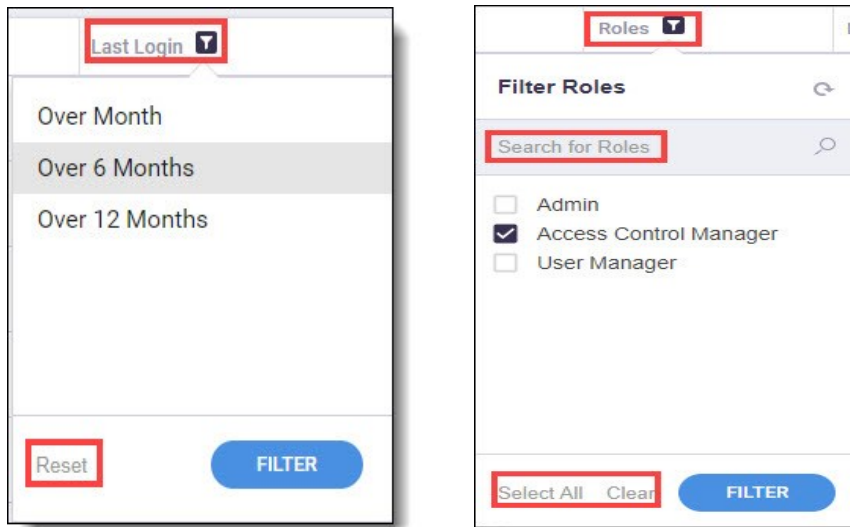 Last Login
Over Month
Over 6 Months
Over 12 Months
Reset FILTER
Roles
Filter Roles
Search for Roles
Admin
Access Control Manager
User Manager
Select All Clear FILTER